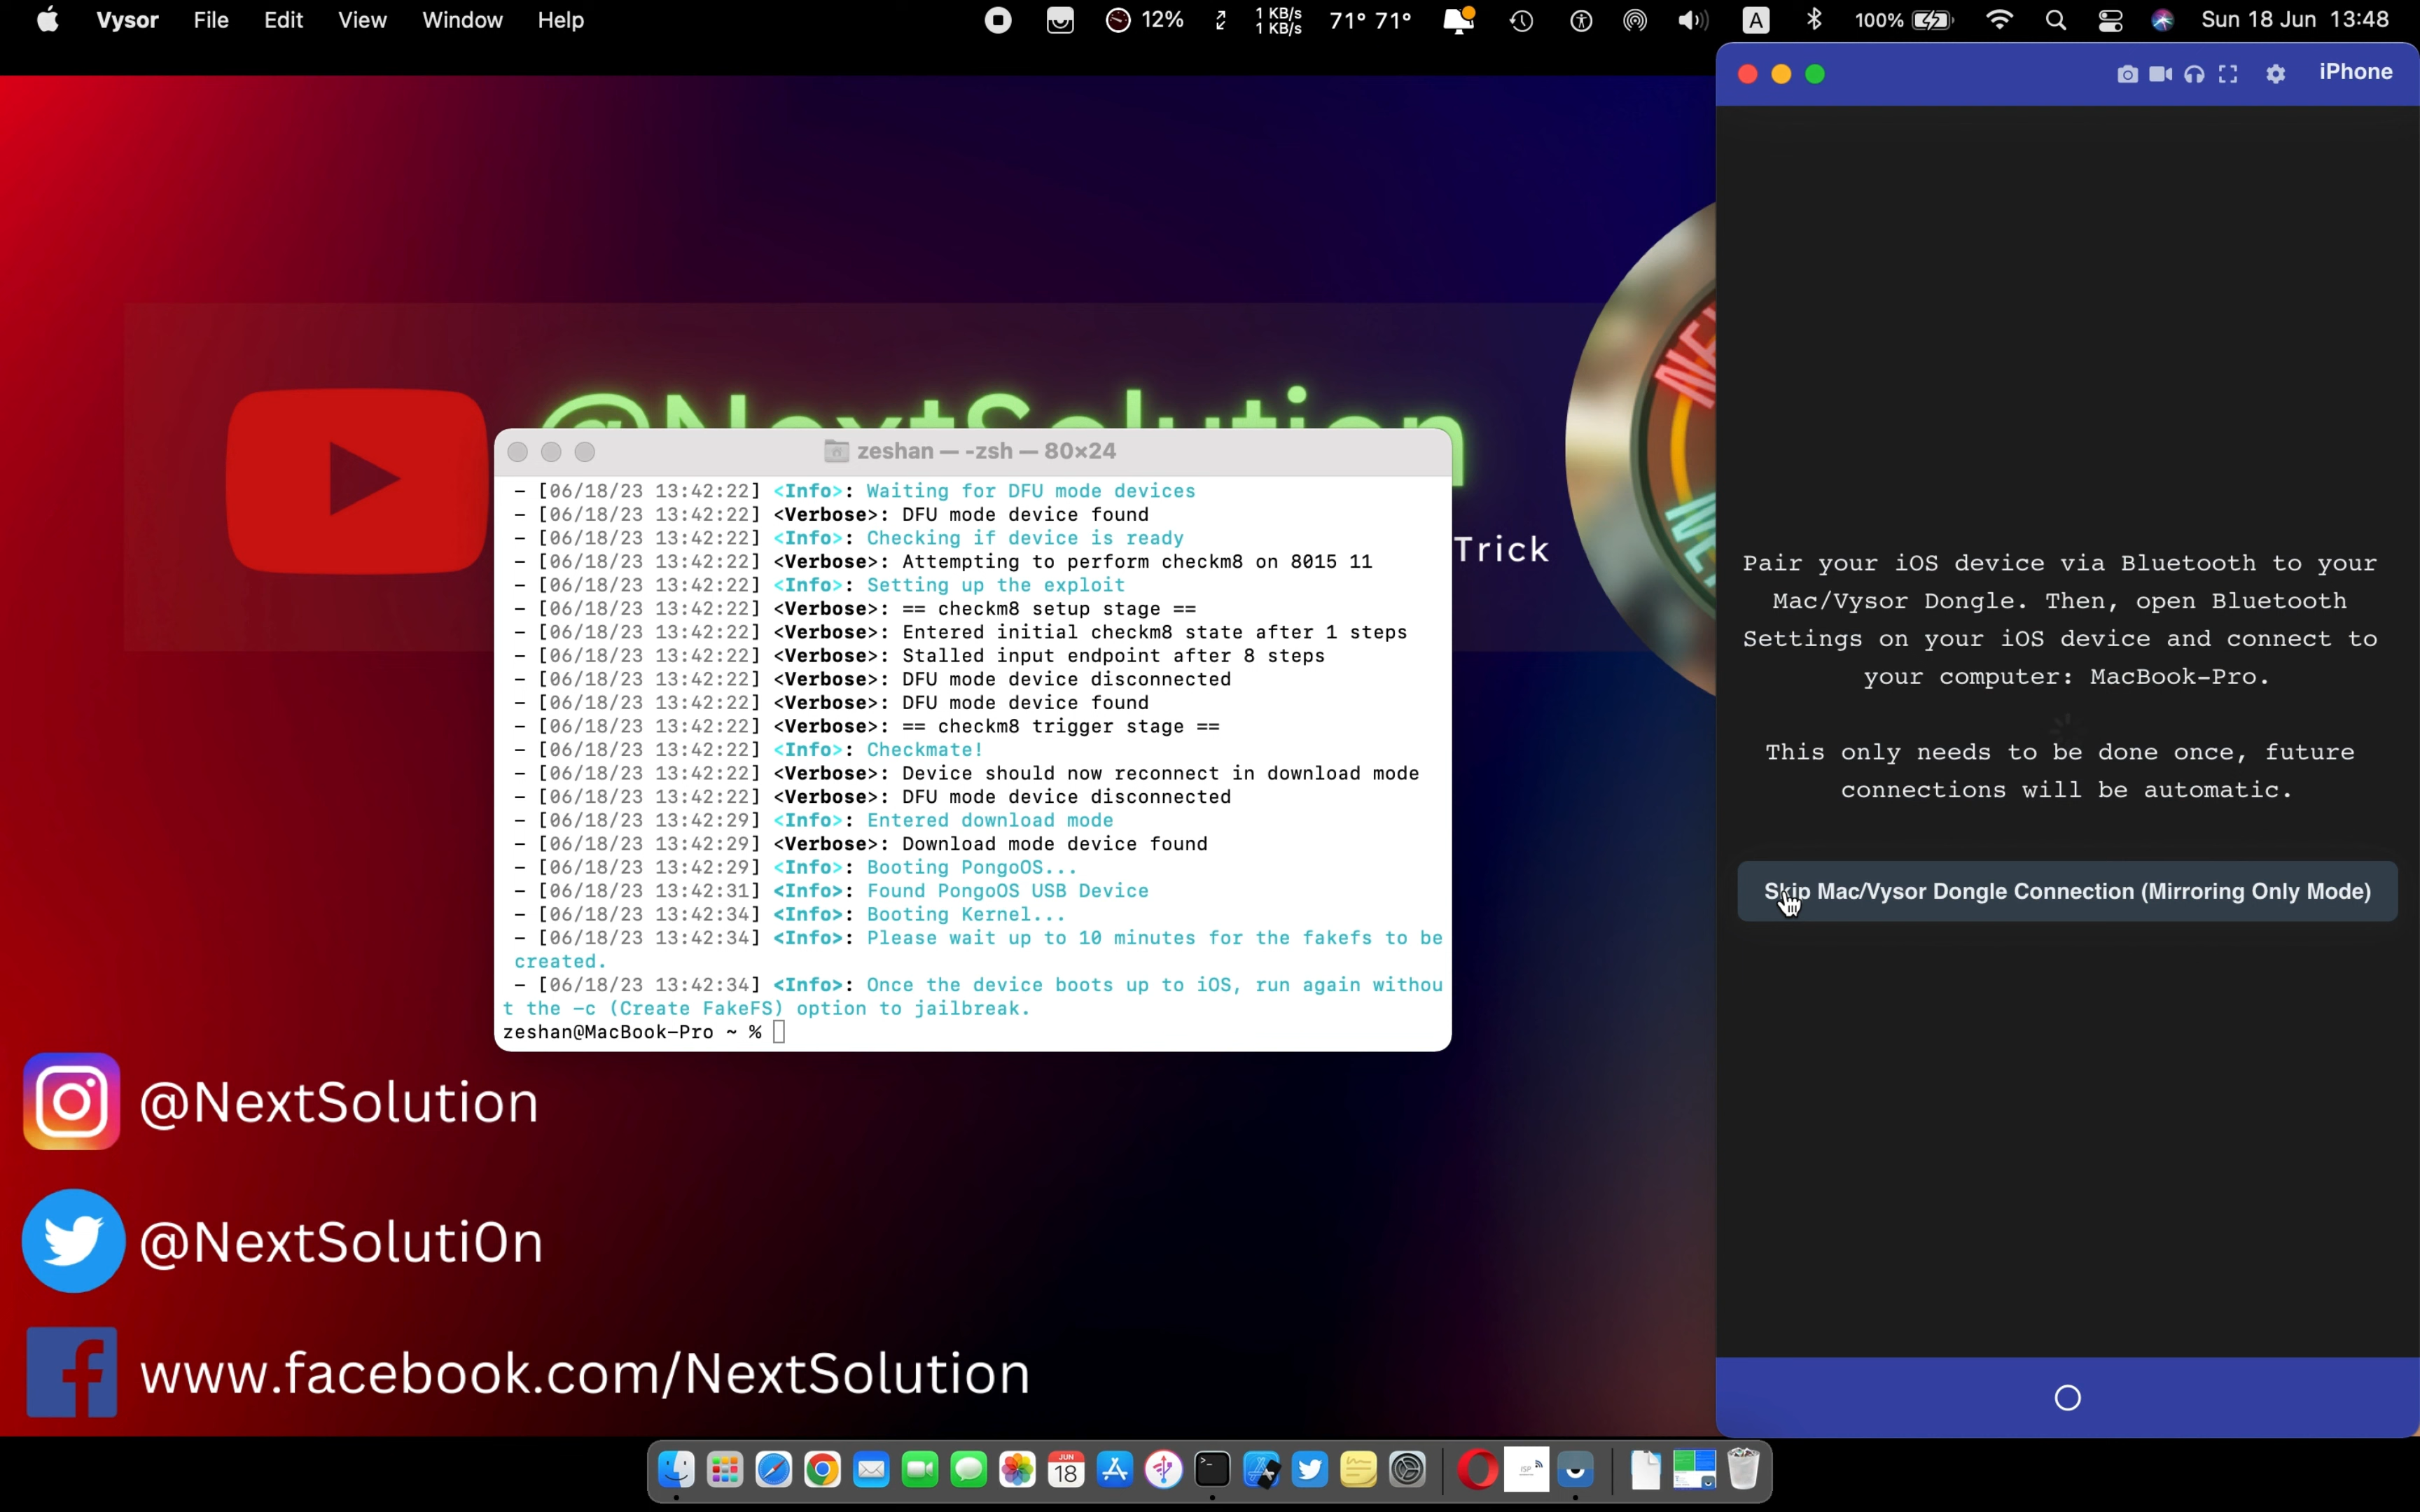 Vysor File Edit View Window Help
12% 1 KB/s 1 KB/s 71° 71° A 100% Sun 18 Jun 13:48
iPhone
@NextSolution
Trick
zeshan — -zsh — 80×24
- [06/18/23 13:42:22] <Info>: Waiting for DFU mode devices
- [06/18/23 13:42:22] <Verbose>: DFU mode device found
- [06/18/23 13:42:22] <Info>: Checking if device is ready
- [06/18/23 13:42:22] <Verbose>: Attempting to perform checkm8 on 8015 11
- [06/18/23 13:42:22] <Info>: Setting up the exploit
- [06/18/23 13:42:22] <Verbose>: == checkm8 setup stage ==
- [06/18/23 13:42:22] <Verbose>: Entered initial checkm8 state after 1 steps
- [06/18/23 13:42:22] <Verbose>: Stalled input endpoint after 8 steps
- [06/18/23 13:42:22] <Verbose>: DFU mode device disconnected
- [06/18/23 13:42:22] <Verbose>: DFU mode device found
- [06/18/23 13:42:22] <Verbose>: == checkm8 trigger stage ==
- [06/18/23 13:42:22] <Info>: Checkmate!
- [06/18/23 13:42:22] <Verbose>: Device should now reconnect in download mode
- [06/18/23 13:42:22] <Verbose>: DFU mode device disconnected
- [06/18/23 13:42:29] <Info>: Entered download mode
- [06/18/23 13:42:29] <Verbose>: Download mode device found
- [06/18/23 13:42:29] <Info>: Booting PongoOS...
- [06/18/23 13:42:31] <Info>: Found PongoOS USB Device
- [06/18/23 13:42:34] <Info>: Booting Kernel...
- [06/18/23 13:42:34] <Info>: Please wait up to 10 minutes for the fakefs to be
created.
- [06/18/23 13:42:34] <Info>: Once the device boots up to iOS, run again withou
t the -c (Create FakeFS) option to jailbreak.
zeshan@MacBook-Pro ~ %
Pair your iOS device via Bluetooth to your
Mac/Vysor Dongle. Then, open Bluetooth
Settings on your iOS device and connect to
your computer: MacBook-Pro.
This only needs to be done once, future
connections will be automatic.
Skip Mac/Vysor Dongle Connection (Mirroring Only Mode)
@NextSolution
@NextSoluti0n
www.facebook.com/NextSolution
JUN
18